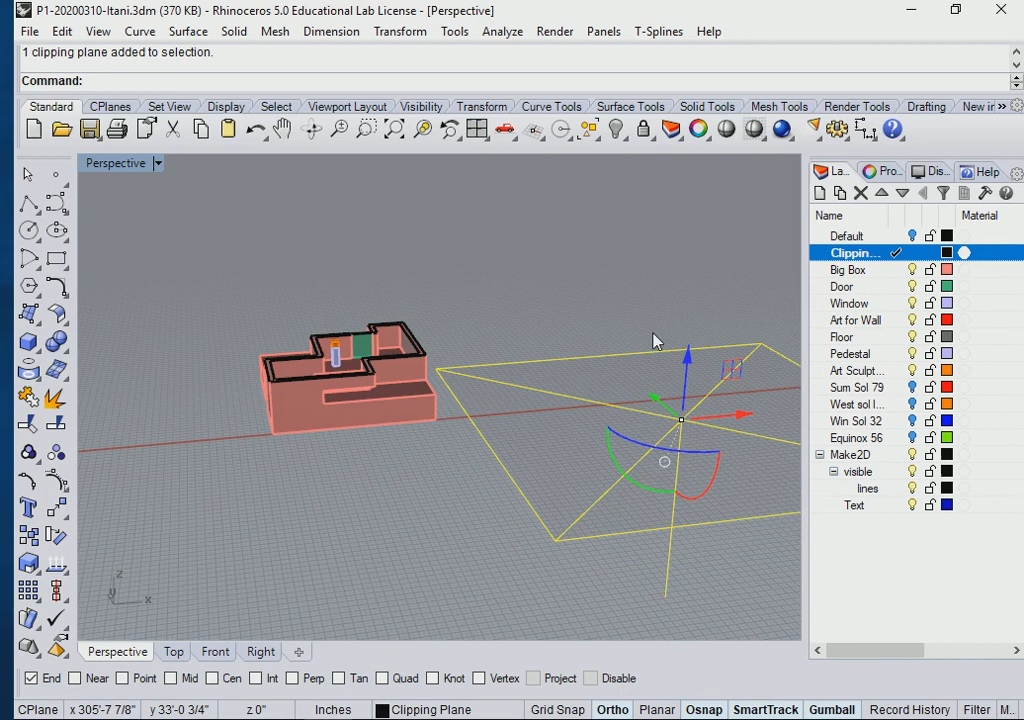 P1-20200310-Itani.3dm (370 KB) - Rhinoceros 5.0 Educational Lab License - [Perspective]
File Edit View Curve Surface Solid Mesh Dimension Transform Tools Analyze Render Panels T-Splines Help
1 clipping plane added to selection.
Command:
Standard CPlanes Set View Display Select Viewport Layout Visibility Transform Curve Tools Surface Tools Solid Tools Mesh Tools Render Tools Drafting New in »
Perspective
La... Pro... Dis... Help
Name Material
Default
Clippin...
Big Box
Door
Window
Art for Wall
Floor
Pedestal
Art Sculpt...
Sum Sol 79
West sol l...
Win Sol 32
Equinox 56
Make2D
visible
lines
Text
z
y
x
Perspective Top Front Right
End Near Point Mid Cen Int Perp Tan Quad Knot Vertex Project Disable
CPlane x 305'-7 7/8" y 33'-0 3/4" z 0" Inches Clipping Plane Grid Snap Ortho Planar Osnap SmartTrack Gumball Record History Filter M...